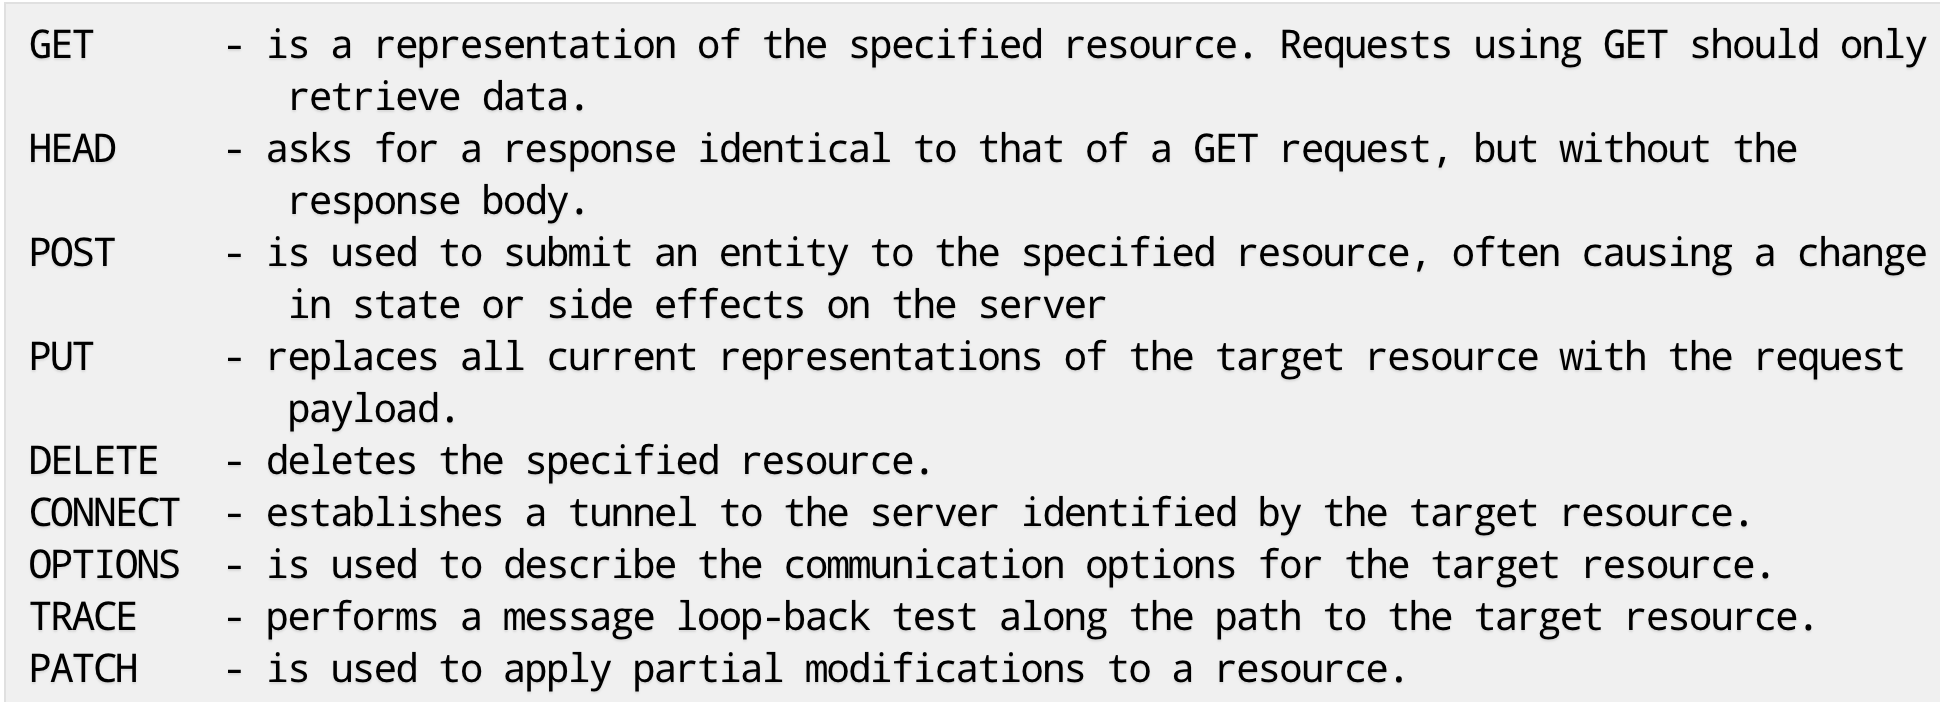 GET      - is a representation of the specified resource. Requests using GET should only
            retrieve data.
HEAD     - asks for a response identical to that of a GET request, but without the
            response body.
POST     - is used to submit an entity to the specified resource, often causing a change
            in state or side effects on the server
PUT      - replaces all current representations of the target resource with the request
            payload.
DELETE   - deletes the specified resource.
CONNECT  - establishes a tunnel to the server identified by the target resource.
OPTIONS  - is used to describe the communication options for the target resource.
TRACE    - performs a message loop-back test along the path to the target resource.
PATCH    - is used to apply partial modifications to a resource.